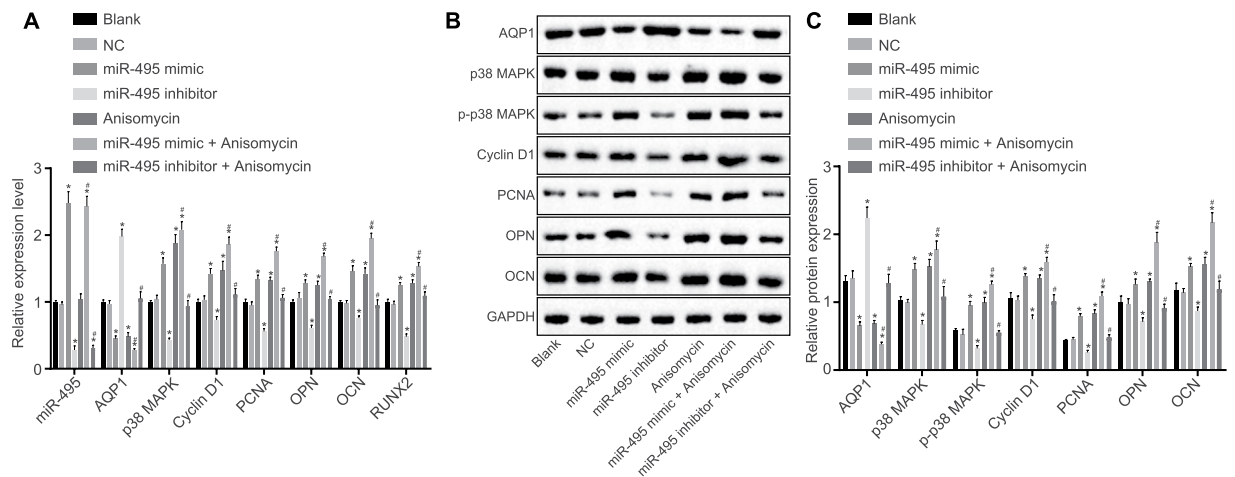 A
Blank
NC
miR-495 mimic
miR-495 inhibitor
Anisomycin
miR-495 mimic + Anisomycin
miR-495 inhibitor + Anisomycin
Relative expression level
3
2
1
0
miR-495
AQP1
p38 MAPK
Cyclin D1
PCNA
OPN
OCN
RUNX2
B
AQP1
p38 MAPK
p-p38 MAPK
Cyclin D1
PCNA
OPN
OCN
GAPDH
Blank
NC
miR-495 mimic
miR-495 inhibitor
Anisomycin
miR-495 mimic + Anisomycin
miR-495 inhibitor + Anisomycin
C
Blank
NC
miR-495 mimic
miR-495 inhibitor
Anisomycin
miR-495 mimic + Anisomycin
miR-495 inhibitor + Anisomycin
Relative protein expression
3
2
1
0
AQP1
p38 MAPK
p-p38 MAPK
Cyclin D1
PCNA
OPN
OCN